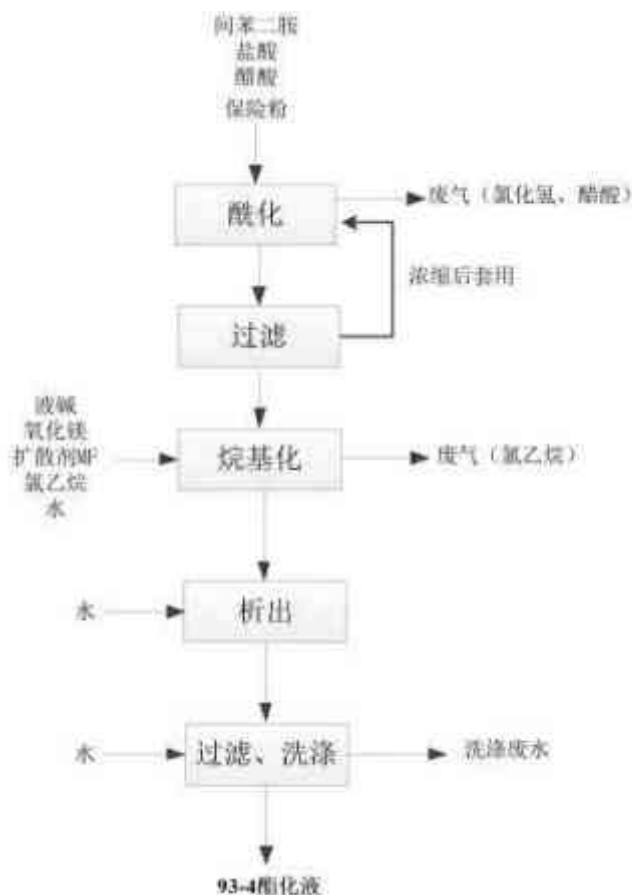 间苯二胺
盐酸
醋酸
保险粉
酰化
废气（氯化氢、醋酸）
浓缩后套用
过滤
液碱
氧化镁
扩散剂MF
氯乙烷
水
烷基化
废气（氯乙烷）
水
析出
水
过滤、洗涤
洗涤废水
93-4酯化液